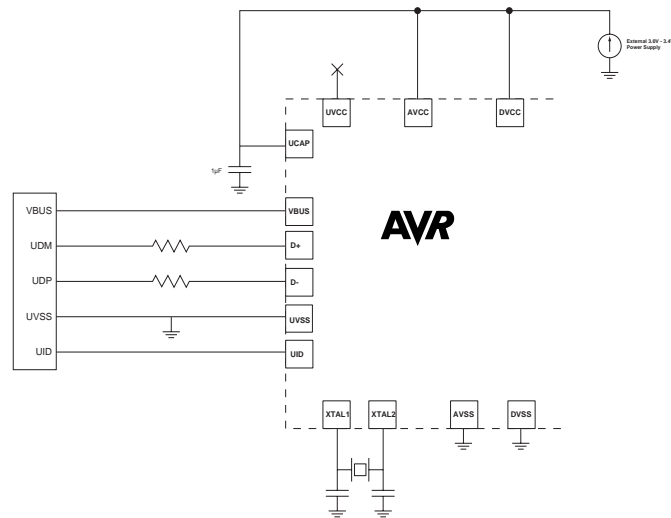 External 3.0V - 3.4
Power Supply
UVCC
AVCC
DVCC
UCAP
1µF
VBUS
VBUS
UDM
D+
UDP
D-
UVSS
UVSS
UID
UID
AVR
XTAL1
XTAL2
AVSS
DVSS